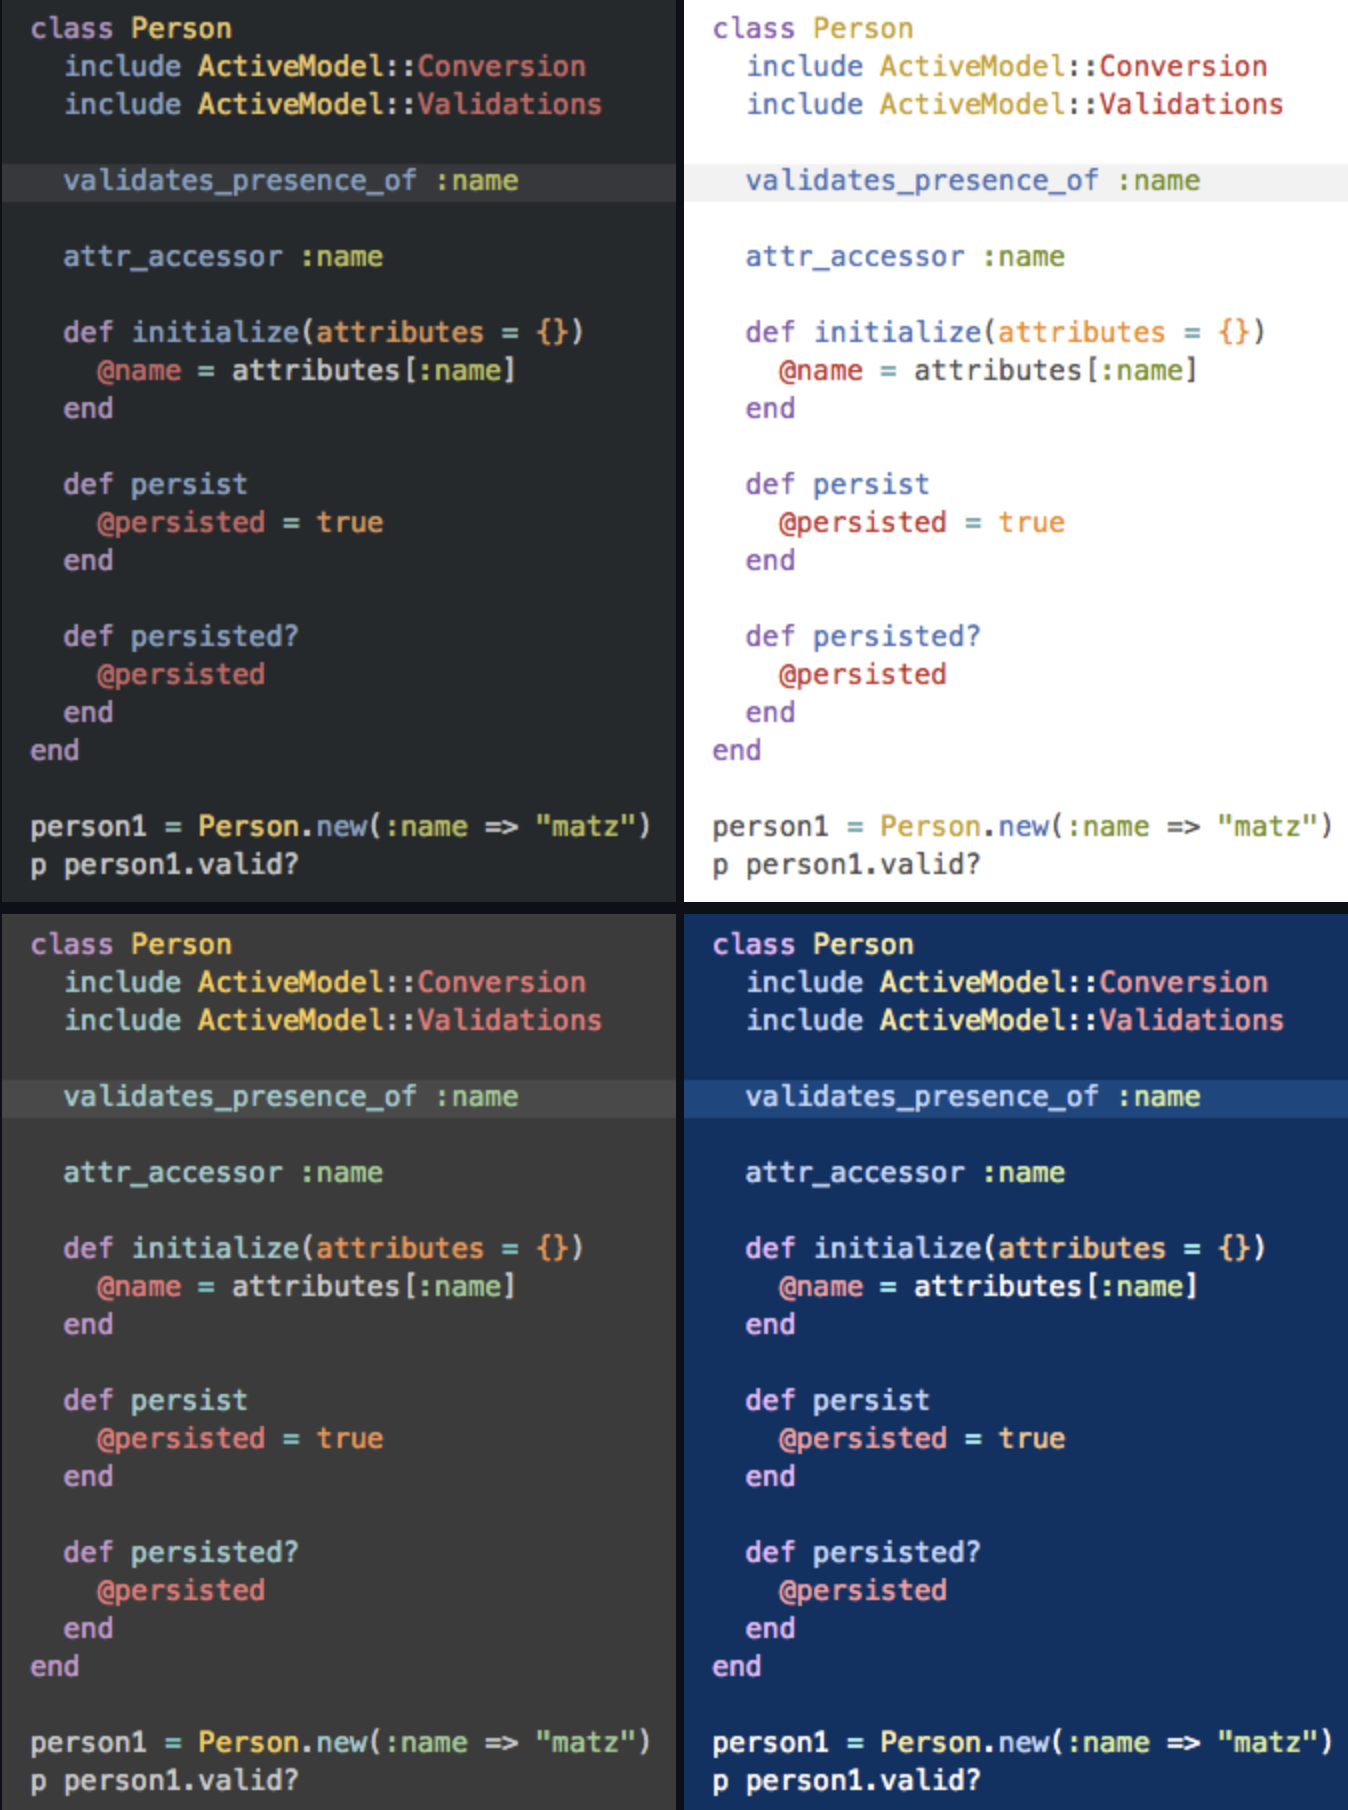 class Person
  include ActiveModel::Conversion
  include ActiveModel::Validations

  validates_presence_of :name

  attr_accessor :name

  def initialize(attributes = {})
    @name = attributes[:name]
  end

  def persist
    @persisted = true
  end

  def persisted?
    @persisted
  end
end

person1 = Person.new(:name => "matz")
p person1.valid?

class Person
  include ActiveModel::Conversion
  include ActiveModel::Validations

  validates_presence_of :name

  attr_accessor :name

  def initialize(attributes = {})
    @name = attributes[:name]
  end

  def persist
    @persisted = true
  end

  def persisted?
    @persisted
  end
end

person1 = Person.new(:name => "matz")
p person1.valid?

class Person
  include ActiveModel::Conversion
  include ActiveModel::Validations

  validates_presence_of :name

  attr_accessor :name

  def initialize(attributes = {})
    @name = attributes[:name]
  end

  def persist
    @persisted = true
  end

  def persisted?
    @persisted
  end
end

person1 = Person.new(:name => "matz")
p person1.valid?

class Person
  include ActiveModel::Conversion
  include ActiveModel::Validations

  validates_presence_of :name

  attr_accessor :name

  def initialize(attributes = {})
    @name = attributes[:name]
  end

  def persist
    @persisted = true
  end

  def persisted?
    @persisted
  end
end

person1 = Person.new(:name => "matz")
p person1.valid?